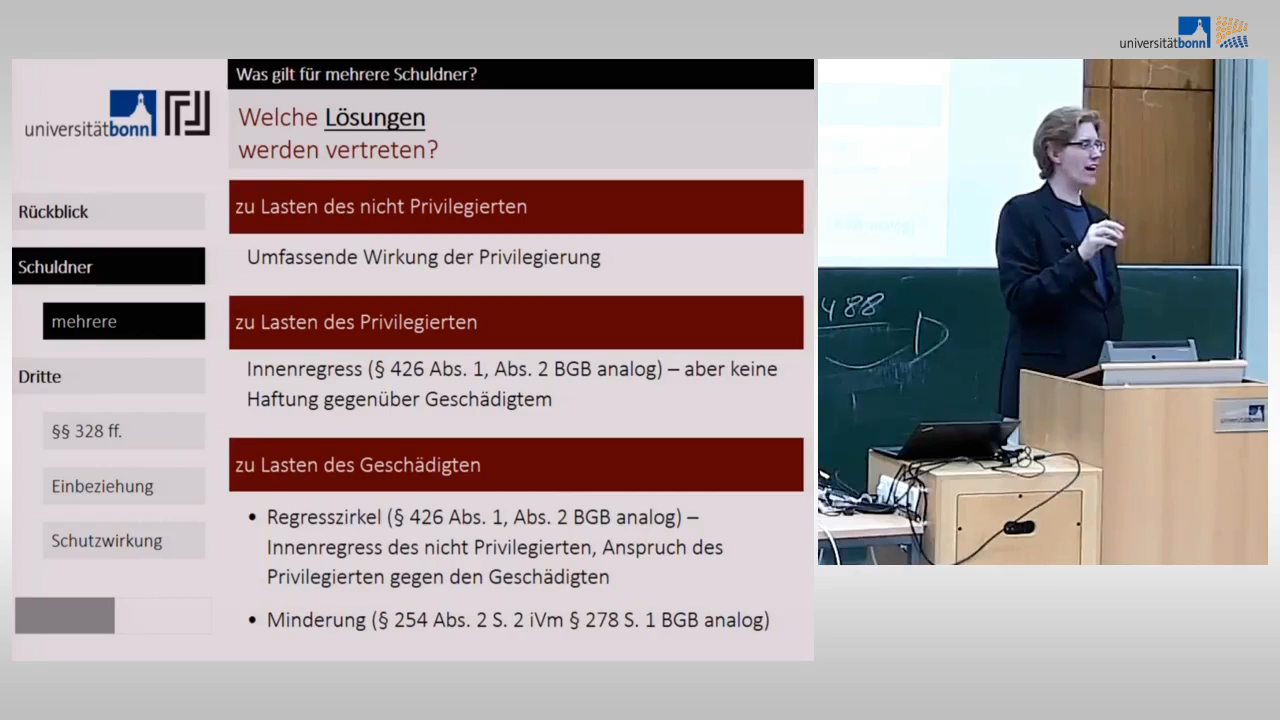 universitätbonn
Was gilt für mehrere Schuldner?
universitätbonn
Welche Lösungen
werden vertreten?
Rückblick
Schuldner
mehrere
Dritte
§§ 328 ff.
Einbeziehung
Schutzwirkung
zu Lasten des nicht Privilegierten
Umfassende Wirkung der Privilegierung
zu Lasten des Privilegierten
Innenregress (§ 426 Abs. 1, Abs. 2 BGB analog) – aber keine
Haftung gegenüber Geschädigtem
zu Lasten des Geschädigten
• Regresszirkel (§ 426 Abs. 1, Abs. 2 BGB analog) –
Innenregress des nicht Privilegierten, Anspruch des
Privilegierten gegen den Geschädigten
• Minderung (§ 254 Abs. 2 S. 2 iVm § 278 S. 1 BGB analog)
488
D